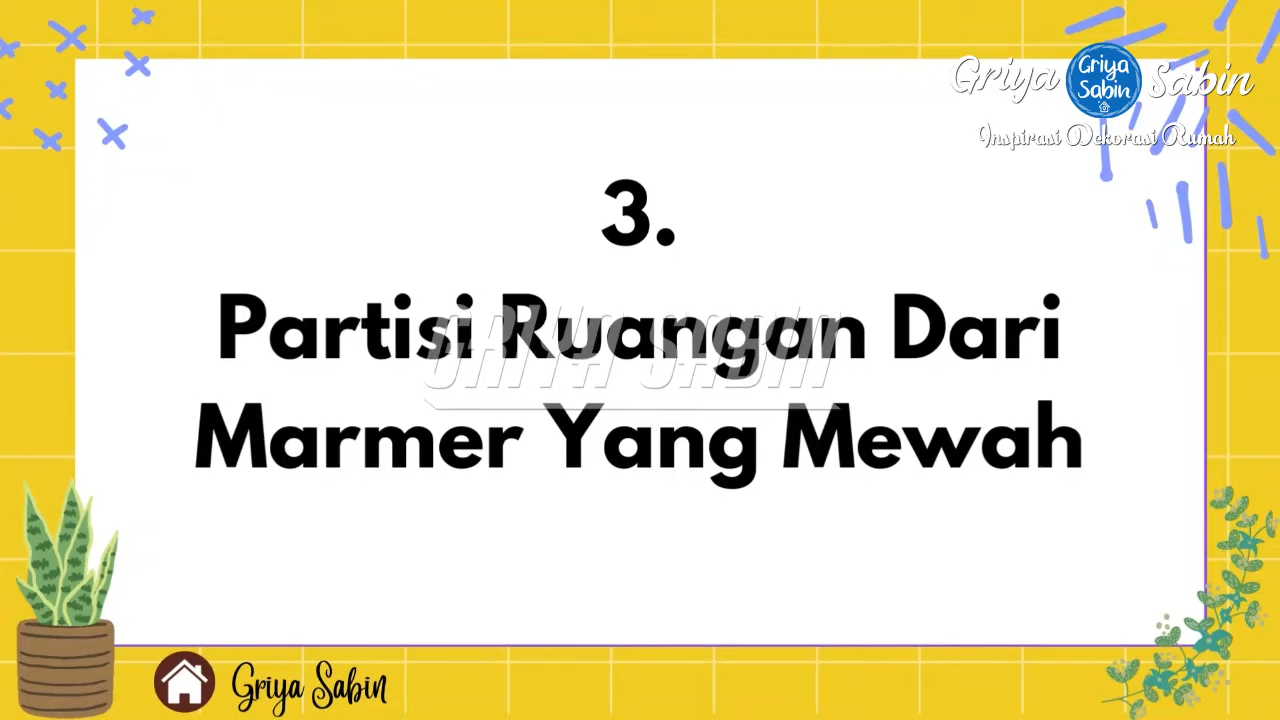 Griya Griya Sabin Sabin
Inspirasi Dekorasi Rumah
3.
Partisi Ruangan Dari
GRIYA SABIN
Marmer Yang Mewah
Griya Sabin